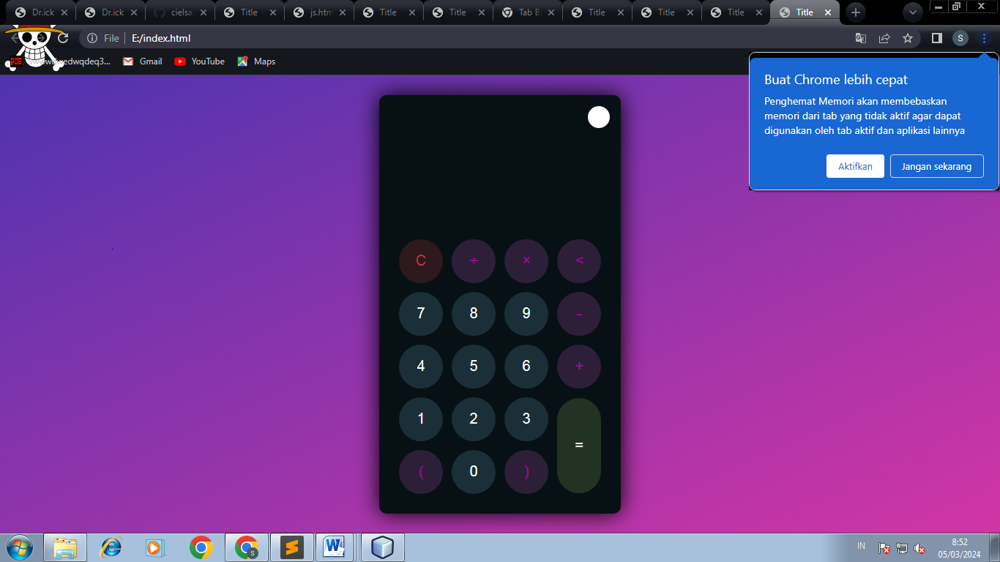 Dr.ick
Dr.ick
cielsa
Title
js.htm
Title
Title
Tab Ba
Title
Title
Title
Title
File
E:/index.html
S
Gmail
YouTube
Maps
Buat Chrome lebih cepat
Penghemat Memori akan membebaskan
memori dari tab yang tidak aktif agar dapat
digunakan oleh tab aktif dan aplikasi lainnya
Aktifkan
Jangan sekarang
C ÷ × <
7 8 9 -
4 5 6 +
1 2 3
=
( 0 )
IN
8:52
05/03/2024